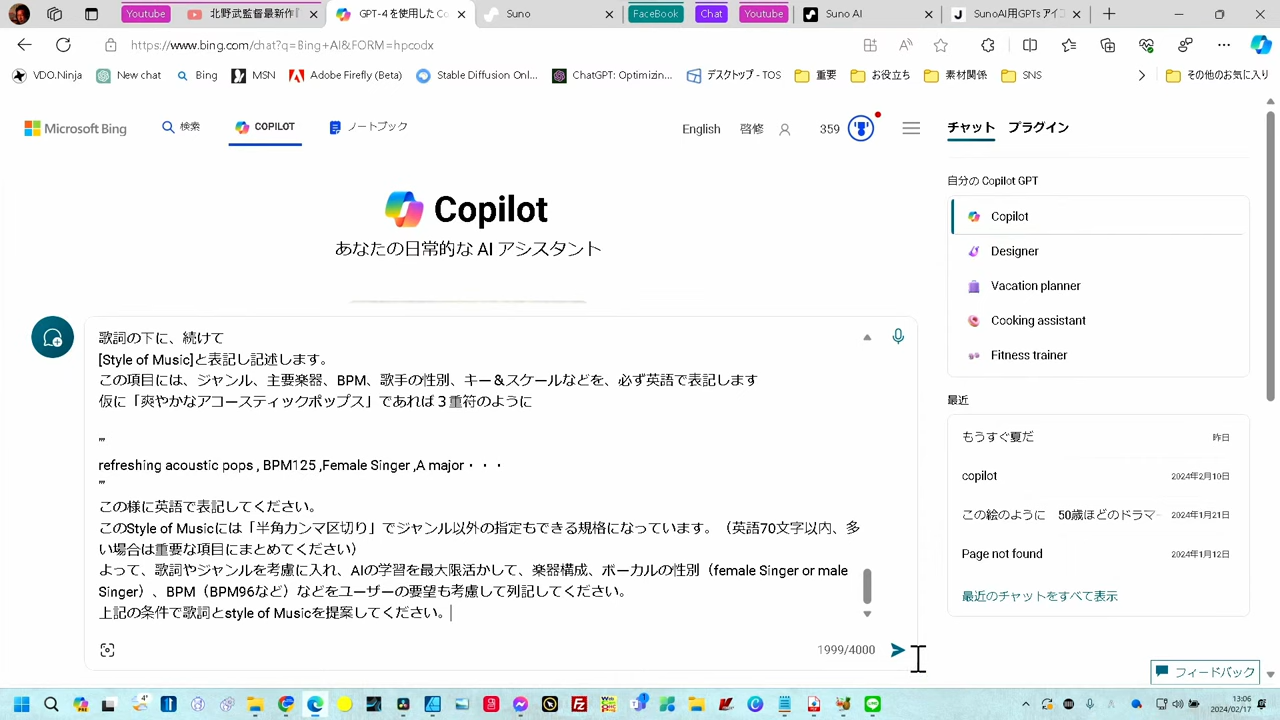 Youtube
北野武監督最新作『
GPT-4 を使用した Co
Suno
FaceBook
Chat
Youtube
Suno AI
SunoAI用GPTsアイコ
https://www.bing.com/chat?q=Bing+AI&FORM=hpcodx
VDO.Ninja
New chat
Bing
MSN
Adobe Firefly (Beta)
Stable Diffusion Onl...
ChatGPT: Optimizin...
デスクトップ - TOS
重要
お役立ち
素材関係
SNS
その他のお気に入り
Microsoft Bing
検索
COPILOT
ノートブック
English
啓修
359
Copilot
あなたの日常的な AI アシスタント
歌詞の下に、続けて
[Style of Music]と表記し記述します。
この項目には、ジャンル、主要楽器、BPM、歌手の性別、キー＆スケールなどを、必ず英語で表記します
仮に「爽やかなアコースティックポップス」であれば３重符のように
'''
refreshing acoustic pops , BPM125 ,Female Singer ,A major・・・
'''
この様に英語で表記してください。
このStyle of Musicには「半角カンマ区切り」でジャンル以外の指定もできる規格になっています。（英語70文字以内、多
い場合は重要な項目にまとめてください）
よって、歌詞やジャンルを考慮に入れ、AIの学習を最大限活かして、楽器構成、ボーカルの性別（female Singer or male
Singer）、BPM（BPM96など）などをユーザーの要望も考慮して列記してください。
上記の条件で歌詞とstyle of Musicを提案してください。
1999/4000
チャット
プラグイン
自分の Copilot GPT
Copilot
Designer
Vacation planner
Cooking assistant
Fitness trainer
最近
もうすぐ夏だ
昨日
copilot
2024年2月10日
この絵のように　50歳ほどのドラマ
2024年1月21日
Page not found
2024年1月12日
最近のチャットをすべて表示
フィードバック
4°
13:06
2024/02/17